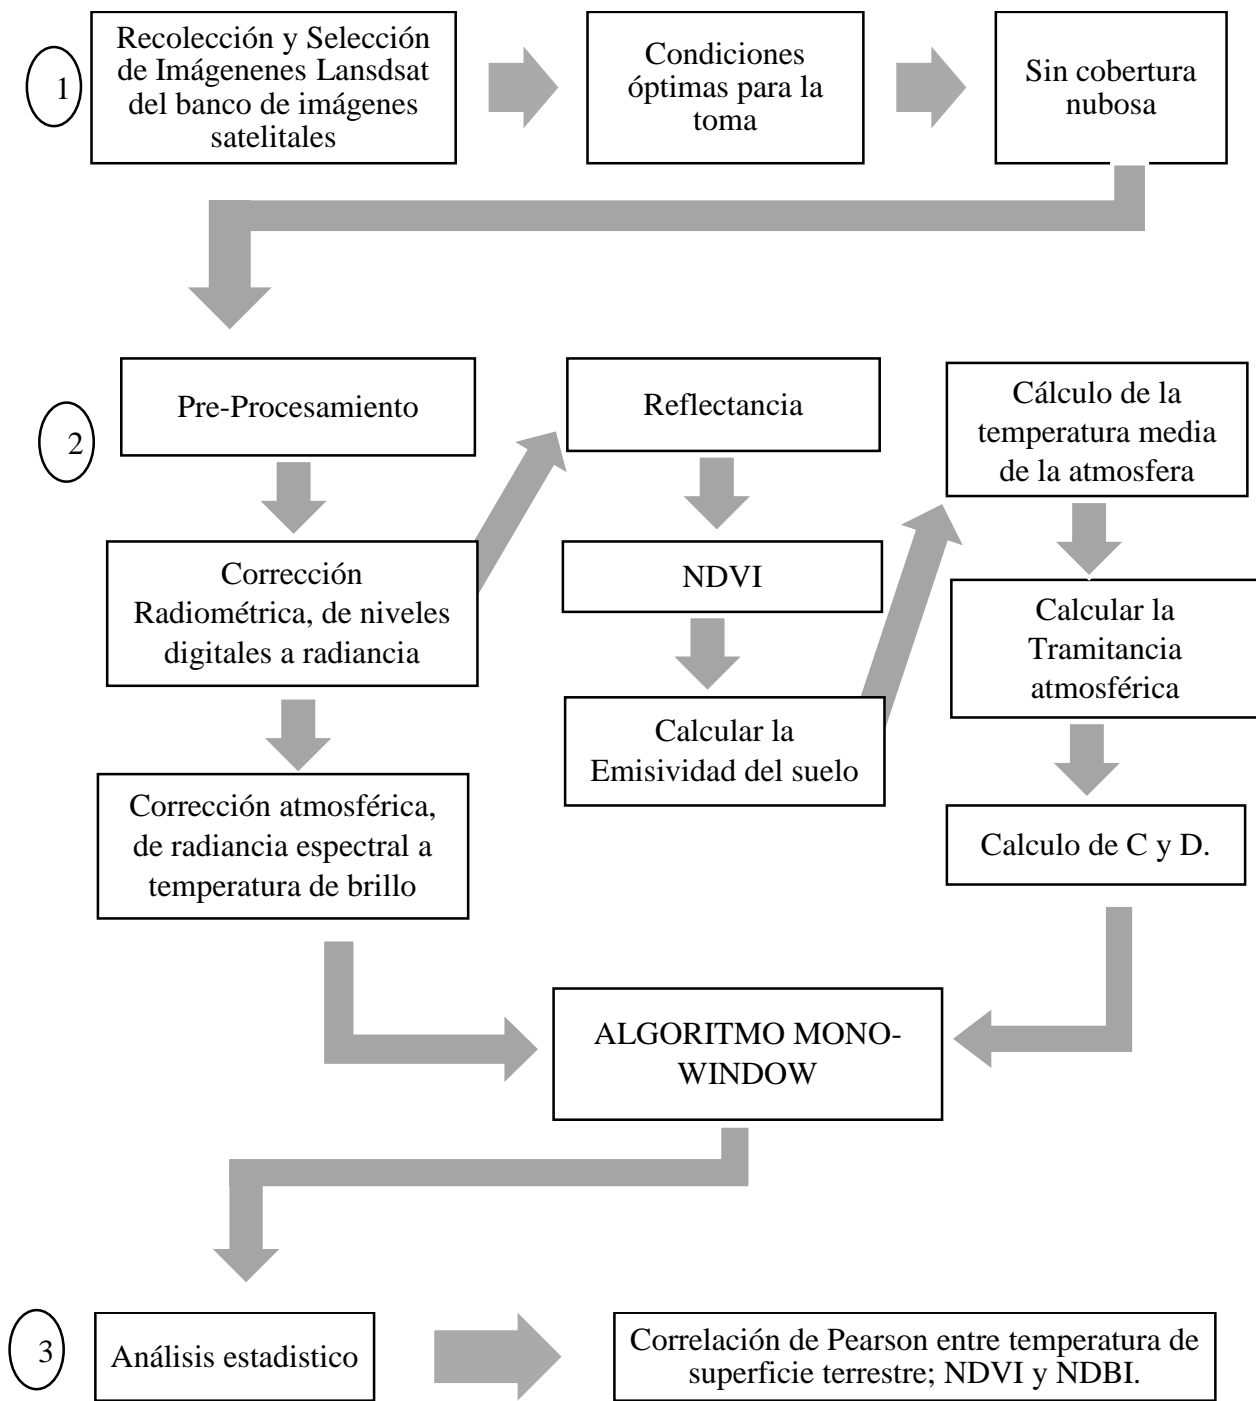 1
Recolección y Selección
de Imágenenes Lansdsat
del banco de imágenes
satelitales
Condiciones
óptimas para la
toma
Sin cobertura
nubosa
2
Pre-Procesamiento
Corrección
Radiométrica, de niveles
digitales a radiancia
Corrección atmosférica,
de radiancia espectral a
temperatura de brillo
Reflectancia
NDVI
Calcular la
Emisividad del suelo
Cálculo de la
temperatura media
de la atmosfera
Calcular la
Tramitancia
atmosférica
Calculo de C y D.
ALGORITMO MONO-
WINDOW
3
Análisis estadistico
Correlación de Pearson entre temperatura de
superficie terrestre; NDVI y NDBI.